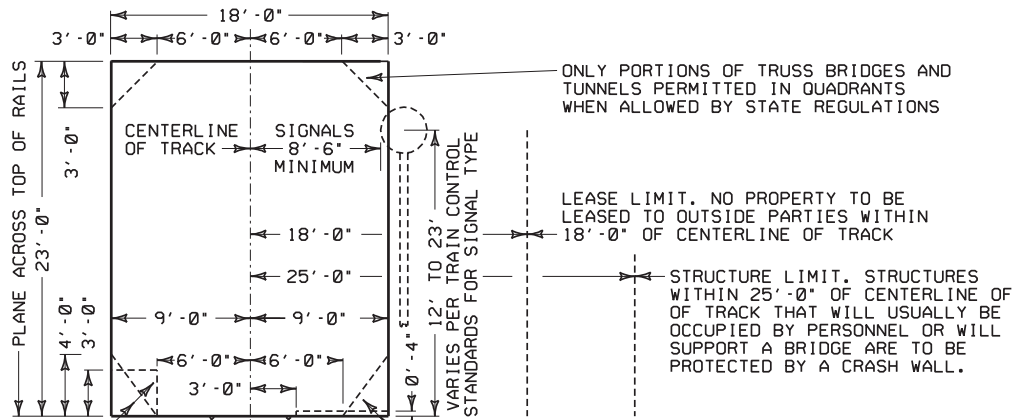 18'-0"
3'-0" 6'-0" 6'-0" 3'-0"
ONLY PORTIONS OF TRUSS BRIDGES AND
TUNNELS PERMITTED IN QUADRANTS
WHEN ALLOWED BY STATE REGULATIONS
PLANE ACROSS TOP OF RAILS
23'-0"
3'-0"
CENTERLINE
OF TRACK
SIGNALS
8'-6"
MINIMUM
12' TO 23'
VARIES PER TRAIN CONTROL
STANDARDS FOR SIGNAL TYPE
LEASE LIMIT. NO PROPERTY TO BE
LEASED TO OUTSIDE PARTIES WITHIN
18'-0" OF CENTERLINE OF TRACK
18'-0"
25'-0"
STRUCTURE LIMIT. STRUCTURES
WITHIN 25'-0" OF CENTERLINE OF
OF TRACK THAT WILL USUALLY BE
OCCUPIED BY PERSONNEL OR WILL
SUPPORT A BRIDGE ARE TO BE
PROTECTED BY A CRASH WALL.
9'-0" 9'-0"
4'-0"
3'-0"
6'-0" 6'-0"
3'-0"
0'-4"